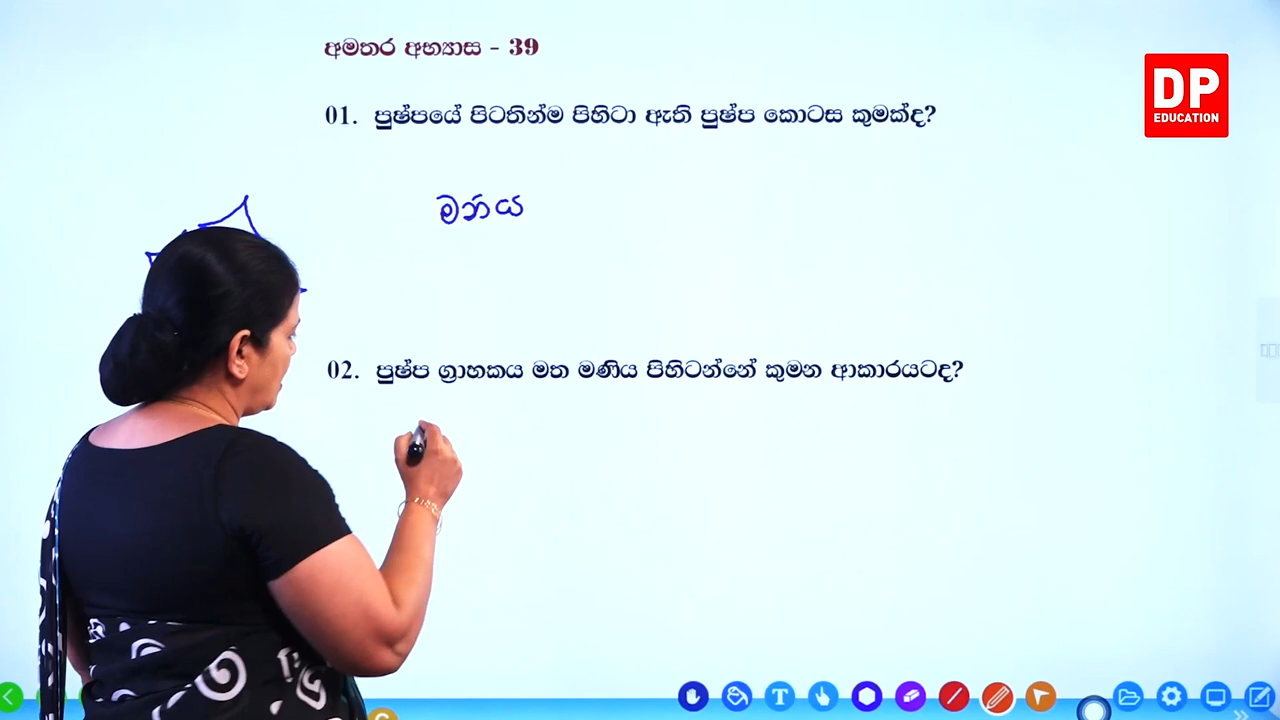 අමතර අභ්‍යාස - 39
DP
EDUCATION
01. පුෂ්පයේ පිටතින්ම පිහිටා ඇති පුෂ්ප කොටස කුමක්ද?
මනය
02. පුෂ්ප ග්‍රාහකය මත මණිය පිහිටන්නේ කුමන ආකාරයටද?